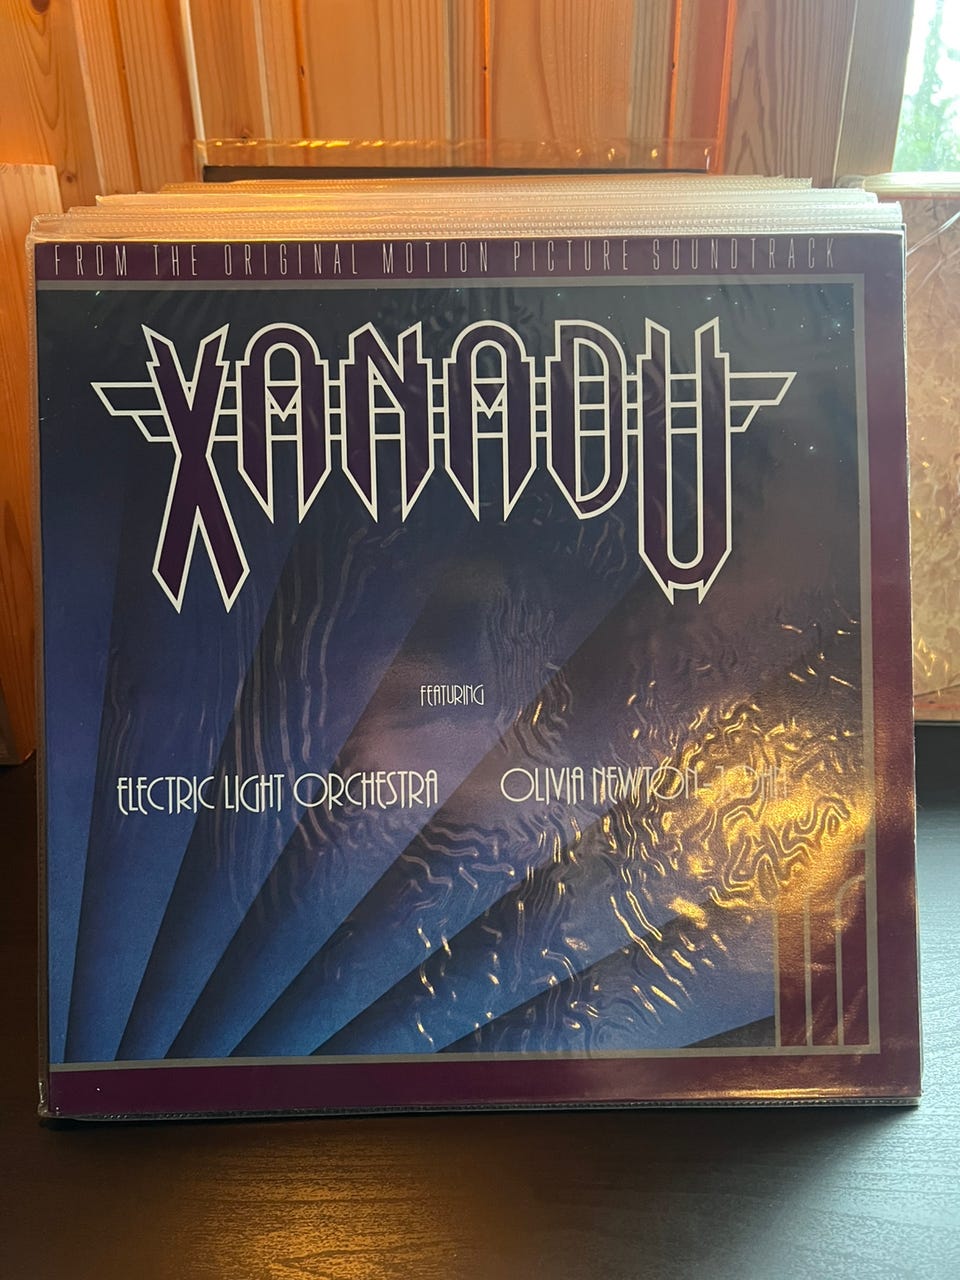 FROM THE ORIGINAL MOTION PICTURE SOUNDTRACK
XANADU
FEATURING
ELECTRIC LIGHT ORCHESTRA OLIVIA NEWTON-JOHN